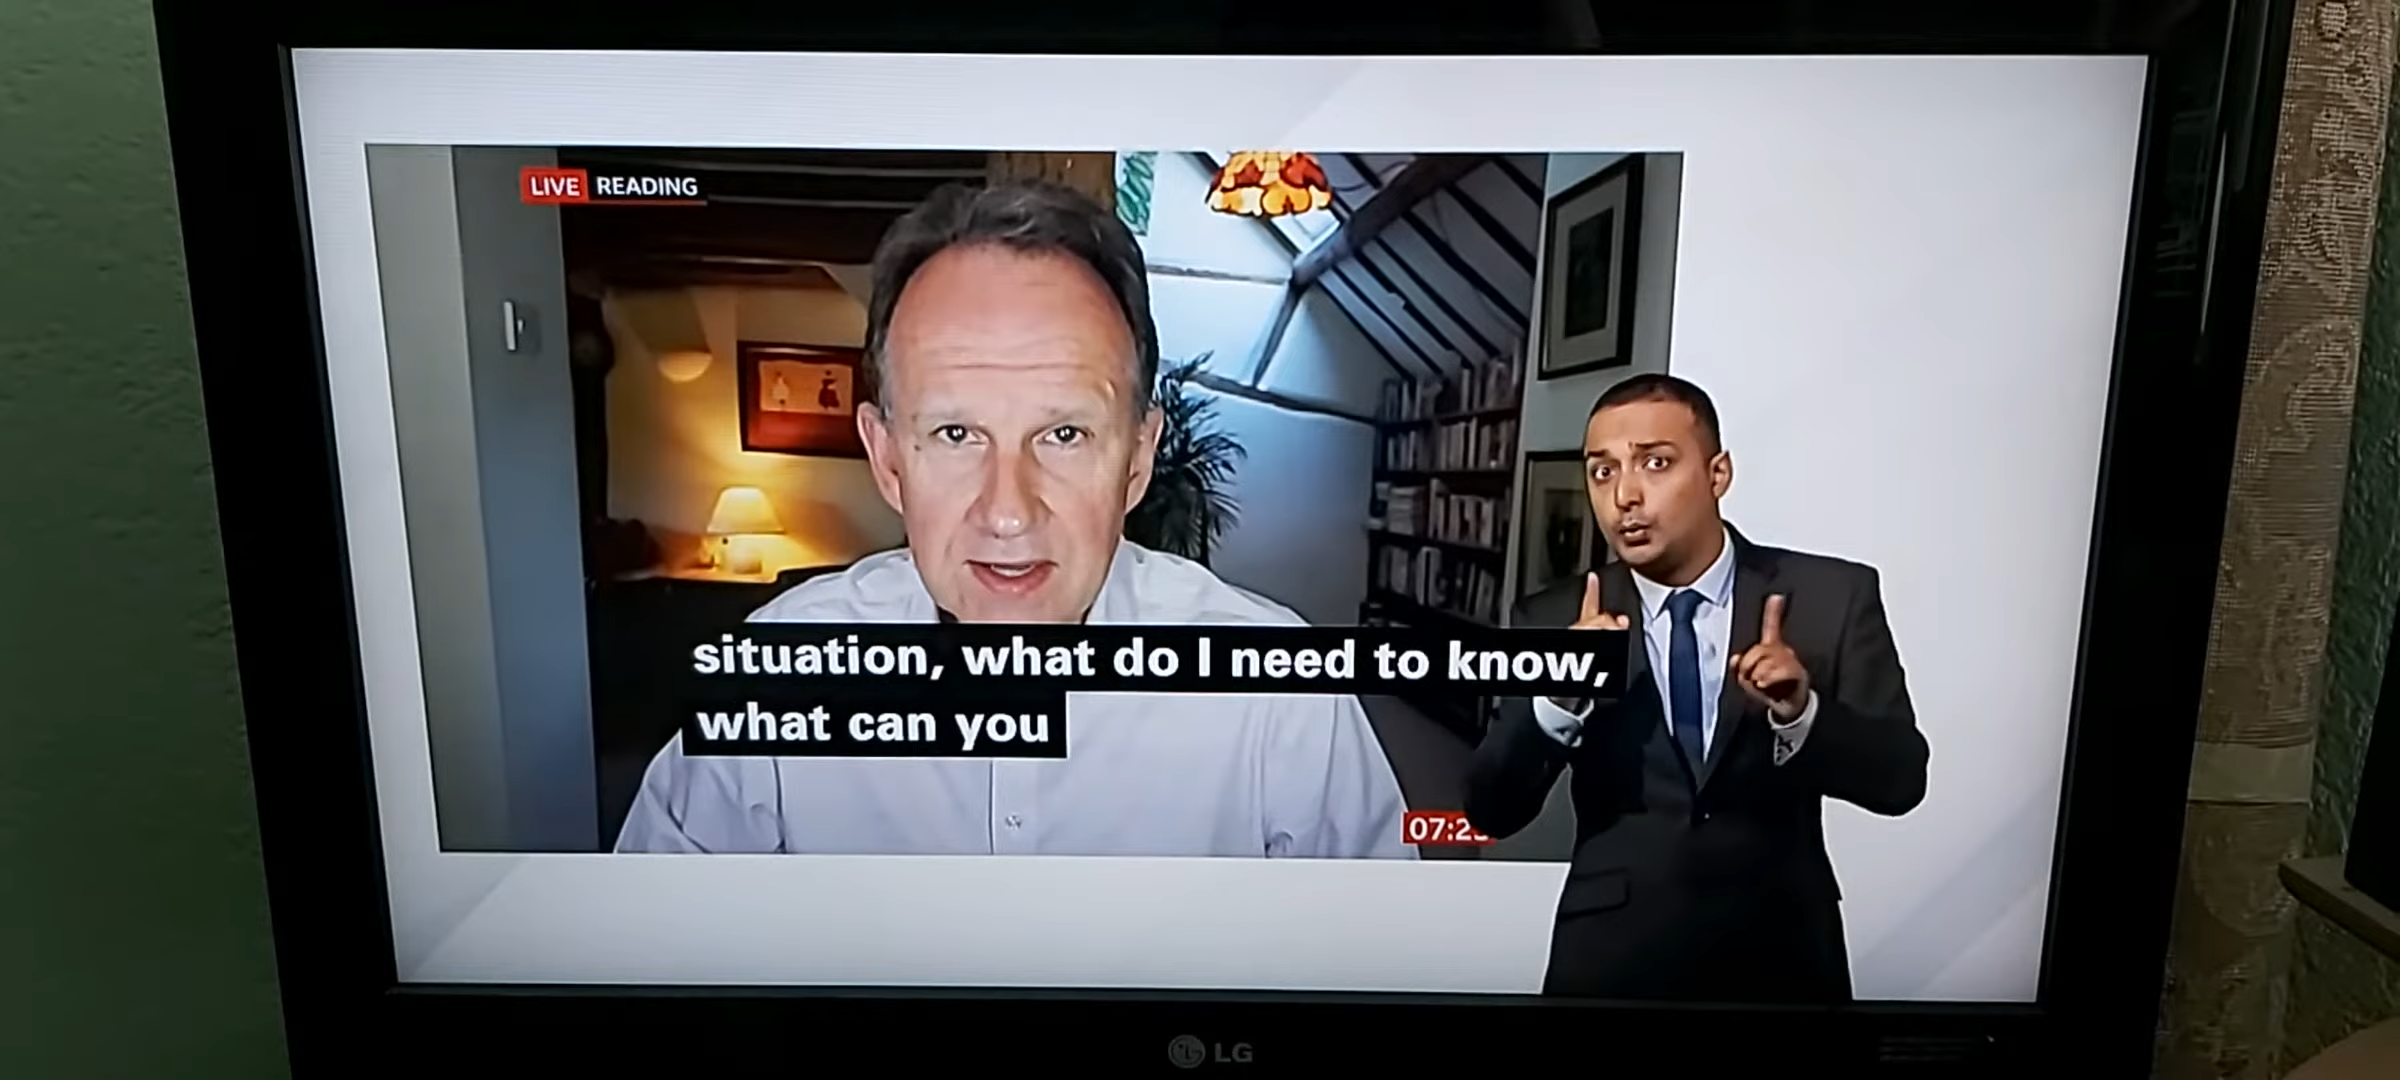 LIVE READING
situation, what do I need to know,
what can you
LG